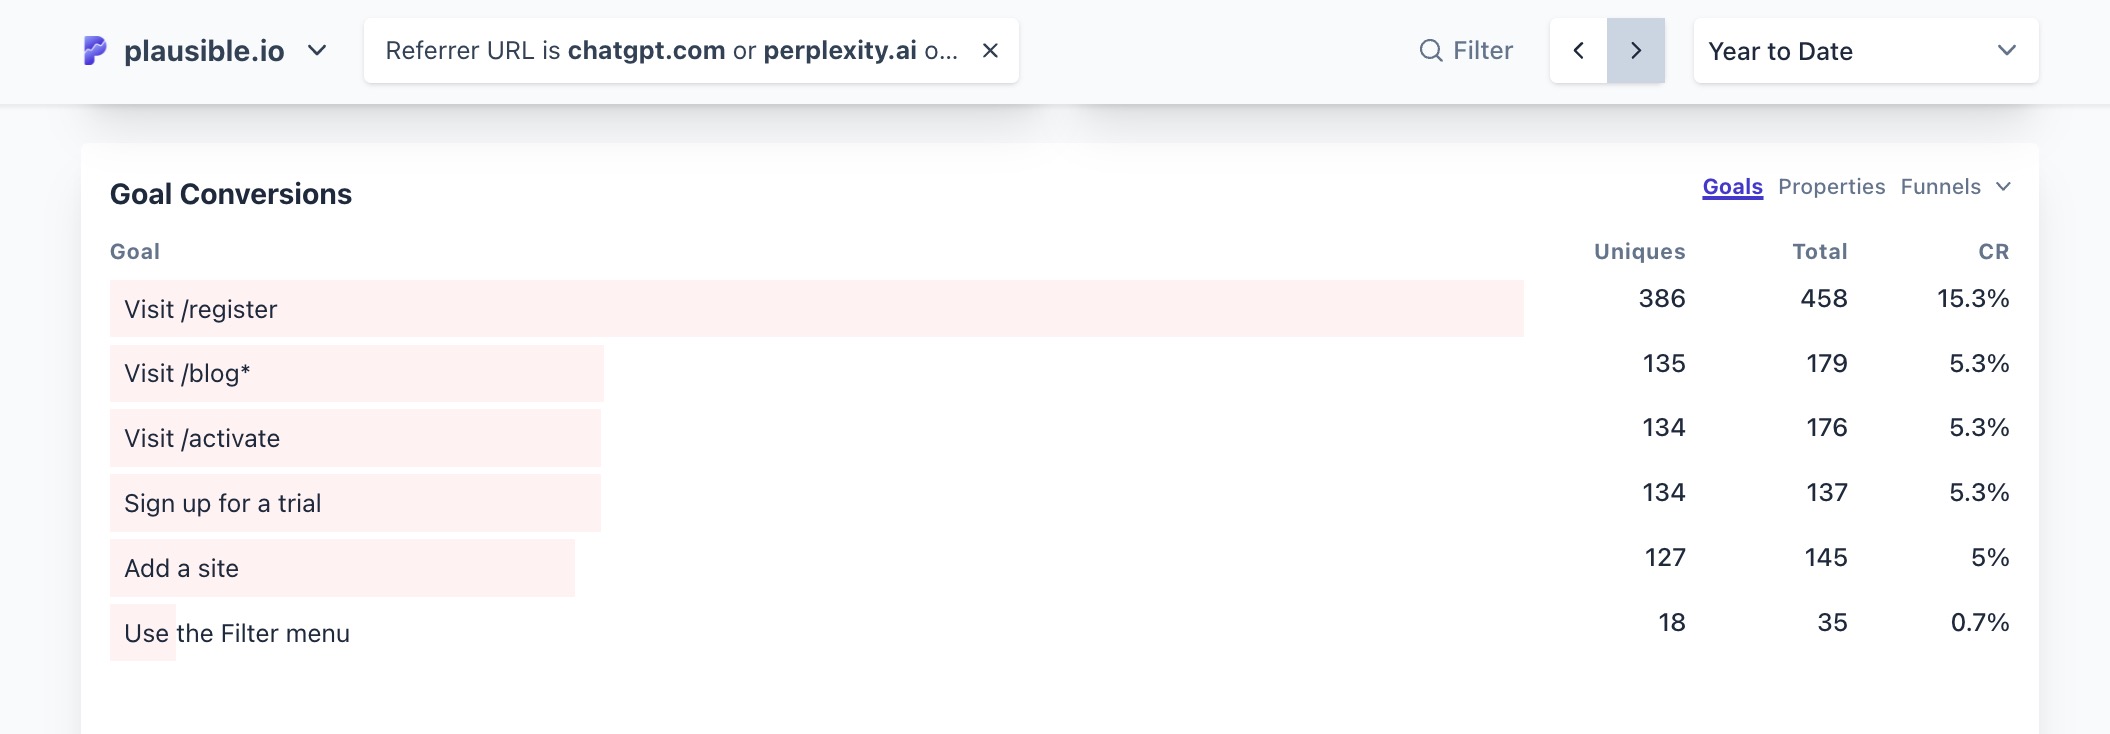 plausible.io
Referrer URL is chatgpt.com or perplexity.ai o...
Filter
Year to Date
Goal Conversions
Goals Properties Funnels
Goal Uniques Total CR
Visit /register 386 458 15.3%
Visit /blog* 135 179 5.3%
Visit /activate 134 176 5.3%
Sign up for a trial 134 137 5.3%
Add a site 127 145 5%
Use the Filter menu 18 35 0.7%